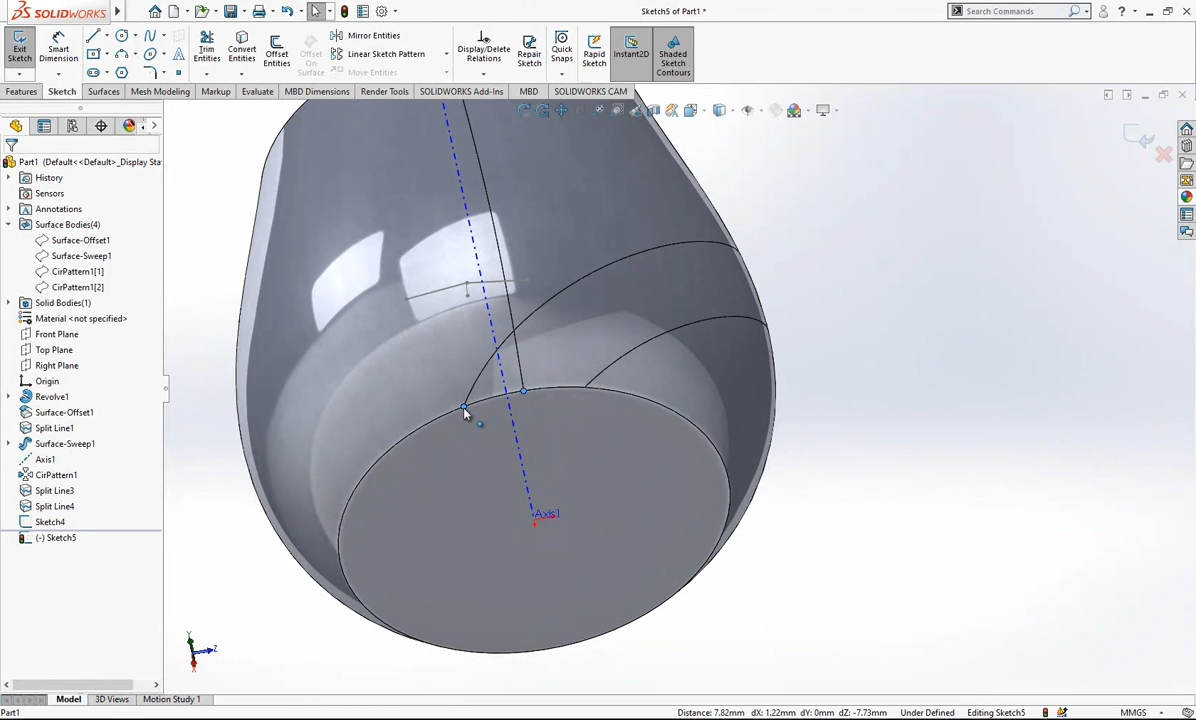 SOLIDWORKS
Sketch5 of Part1 *
Search Commands
Exit Sketch
Smart Dimension
Trim Entities
Convert Entities
Offset Entities
Offset On Surface
Mirror Entities
Linear Sketch Pattern
Move Entities
Display/Delete Relations
Repair Sketch
Quick Snaps
Rapid Sketch
Instant2D
Shaded Sketch Contours
Features
Sketch
Surfaces
Mesh Modeling
Markup
Evaluate
MBD Dimensions
Render Tools
SOLIDWORKS Add-Ins
MBD
SOLIDWORKS CAM
Part1 (Default<<Default>_Display Sta
History
Sensors
Annotations
Surface Bodies(4)
Surface-Offset1
Surface-Sweep1
CirPattern1[1]
CirPattern1[2]
Solid Bodies(1)
Material <not specified>
Front Plane
Top Plane
Right Plane
Origin
Revolve1
Surface-Offset1
Split Line1
Surface-Sweep1
Axis1
CirPattern1
Split Line3
Split Line4
Sketch4
(-) Sketch5
Axis1
Y
Z
X
Model
3D Views
Motion Study 1
Part1
Distance: 7.82mm dX: 1.22mm dY: 0mm dZ: -7.73mm
Under Defined
Editing Sketch5
MMGS